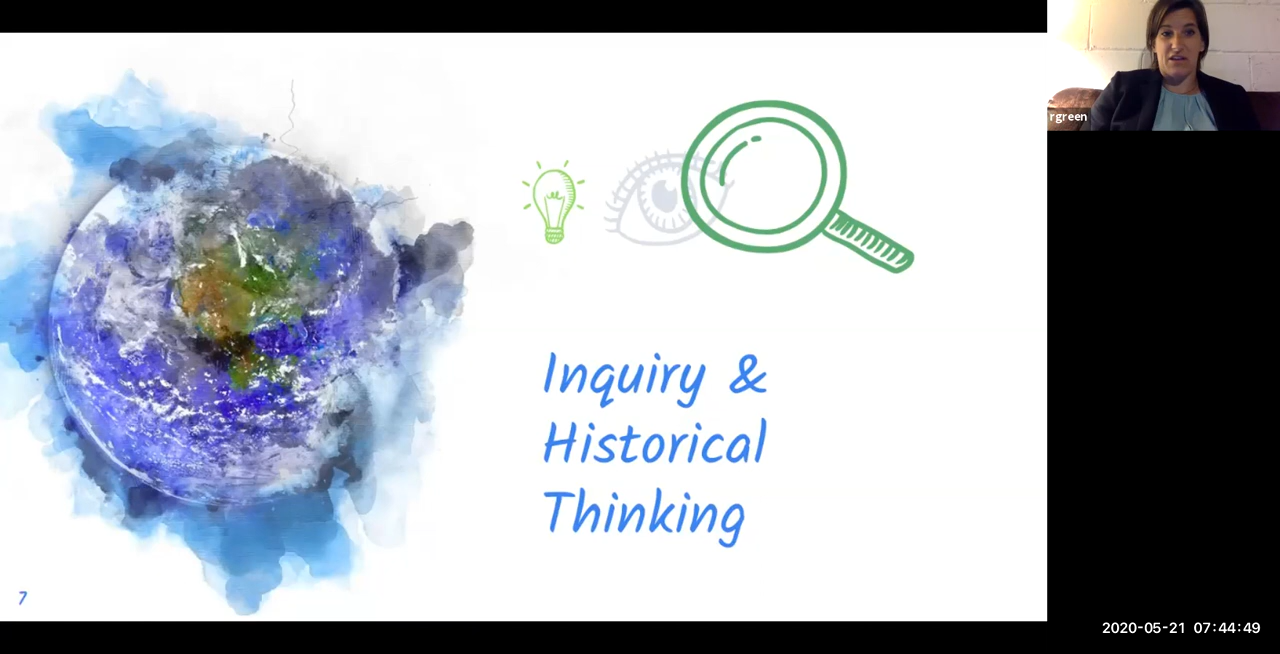 rgreen
Inquiry &
Historical
Thinking
7
2020-05-21 07:44:49